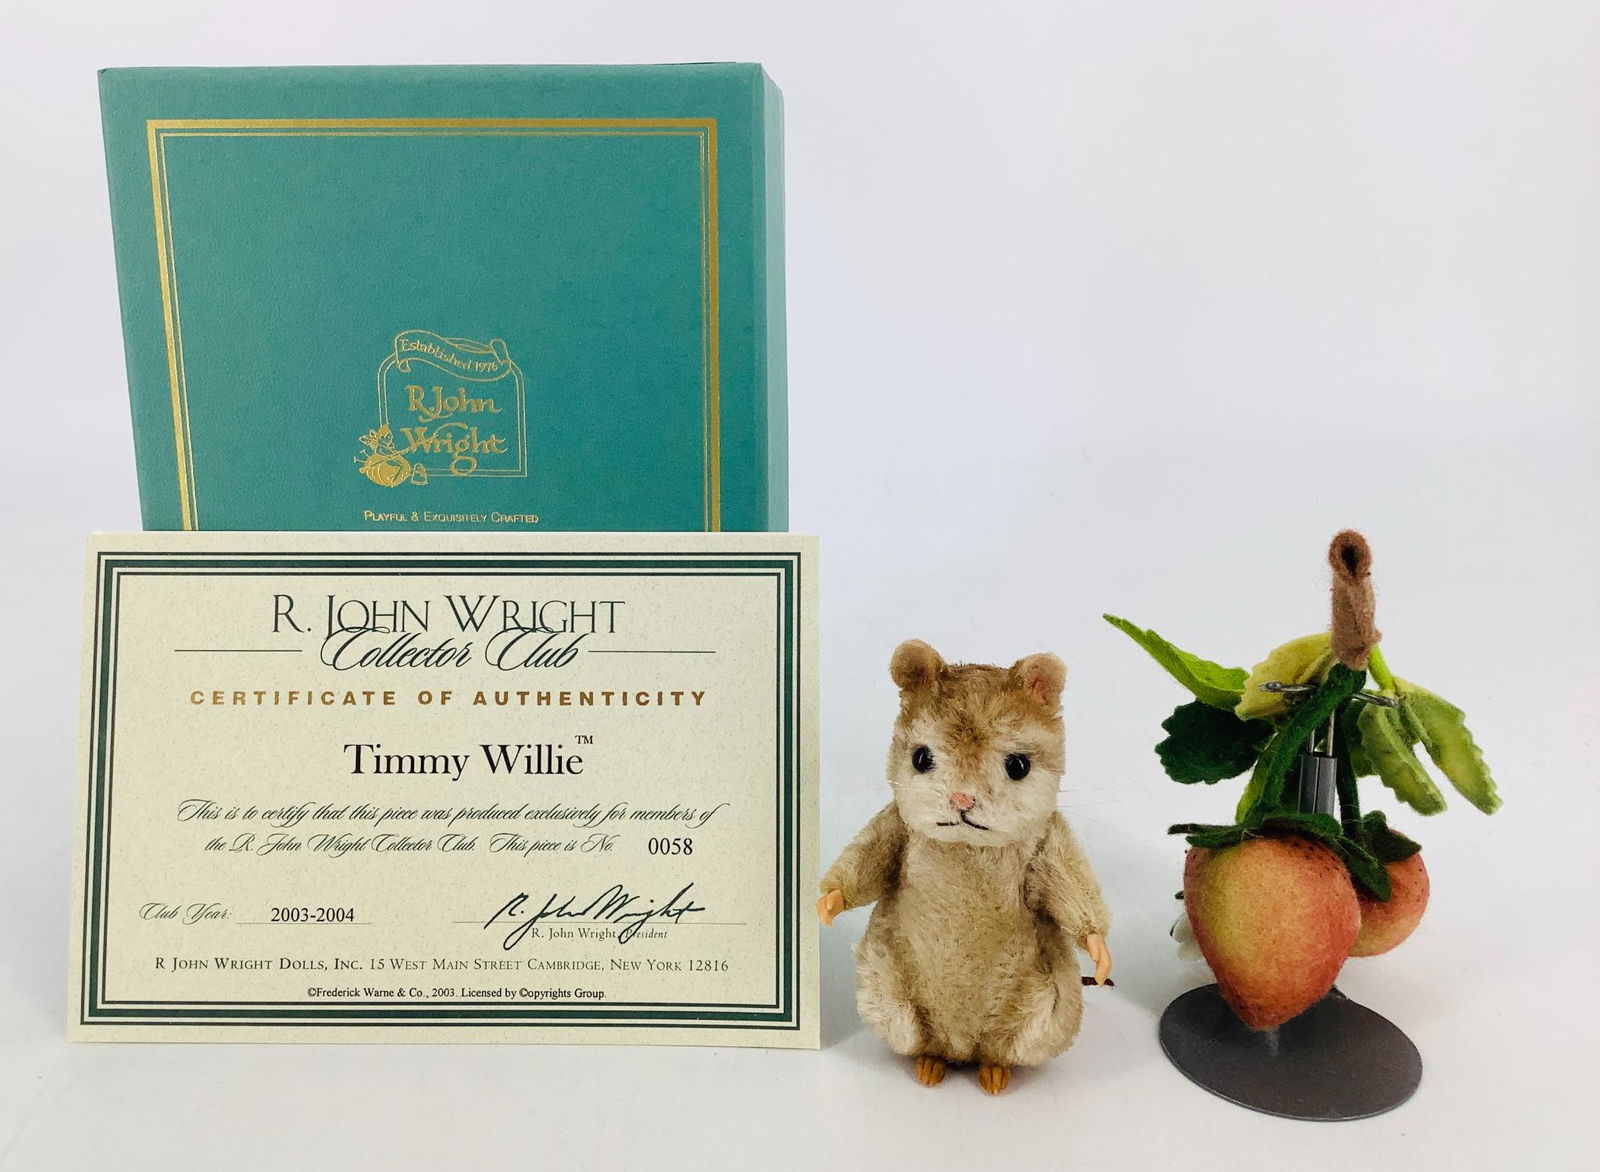 Established 1976
R John
Wright
PLAYFUL & EXQUISITELY CRAFTED
R. JOHN WRIGHT
Collector Club
CERTIFICATE OF AUTHENTICITY
Timmy Willie™
This is to certify that this piece was produced exclusively for members of
the R. John Wright Collector Club. This piece is No. 0058
Club Year: 2003-2004
R. John Wright
R. John Wright, President
R JOHN WRIGHT DOLLS, INC. 15 WEST MAIN STREET CAMBRIDGE, NEW YORK 12816
©Frederick Warne & Co., 2003. Licensed by ©opyrights Group.